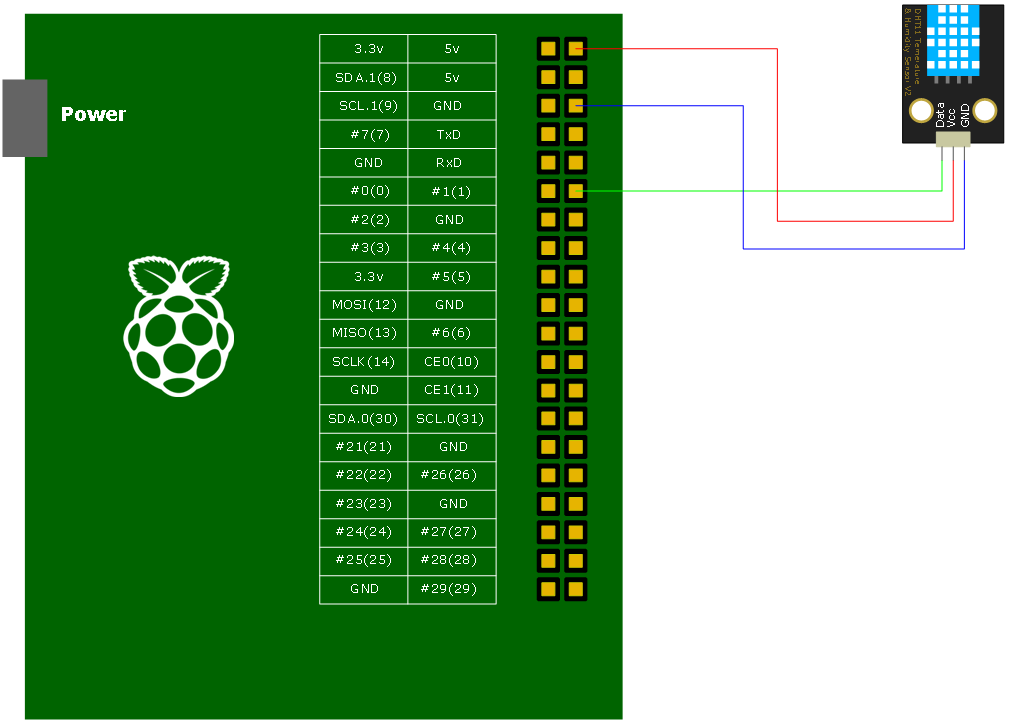 Power
3.3v 5v
SDA.1(8) 5v
SCL.1(9) GND
#7(7) TxD
GND RxD
#0(0) #1(1)
#2(2) GND
#3(3) #4(4)
3.3v #5(5)
MOSI(12) GND
MISO(13) #6(6)
SCLK(14) CE0(10)
GND CE1(11)
SDA.0(30) SCL.0(31)
#21(21) GND
#22(22) #26(26)
#23(23) GND
#24(24) #27(27)
#25(25) #28(28)
GND #29(29)
DHT11 Temerature
& Humidity Sensor V2
Data
Vcc
GND